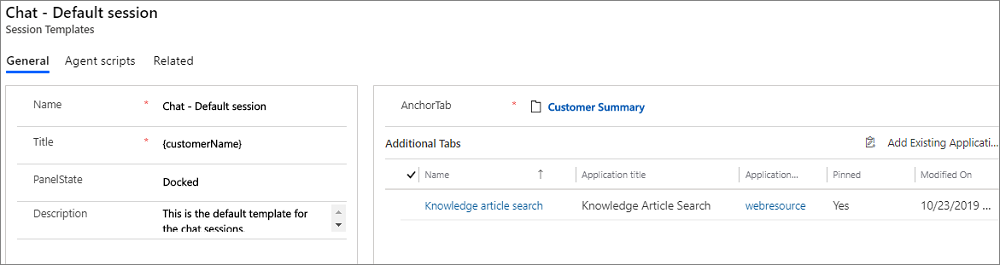 Chat - Default session
Session Templates
General Agent scripts Related
Name * Chat - Default session
Title * {customerName}
PanelState Docked
Description This is the default template for
the chat sessions.
AnchorTab * Customer Summary
Additional Tabs Add Existing Applicati...
Name ↑ Application title Application... Pinned Modified On
Knowledge article search Knowledge Article Search webresource Yes 10/23/2019 ...